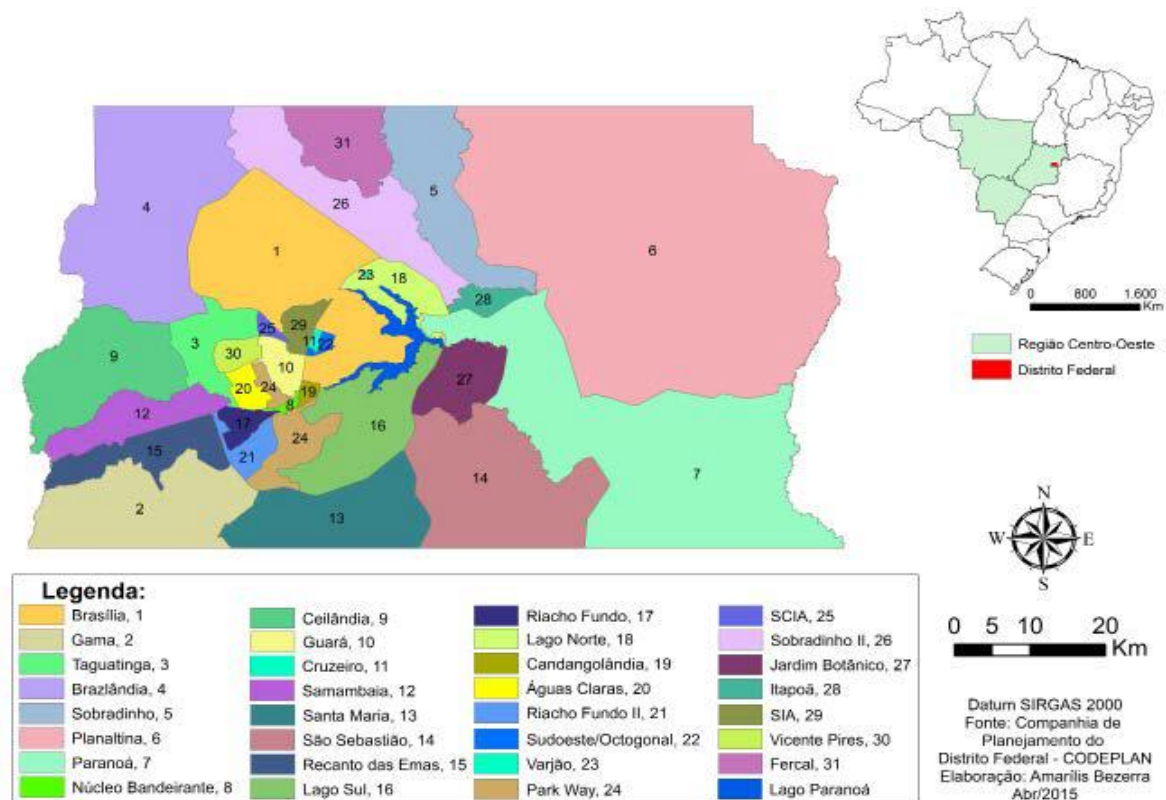 31
5
4
26
6
1
23
18
28
25
29
11
22
9
3
30
10
27
20
24
19
8
12
17
24
16
15
21
14
7
2
13
0 800 1.600
Km
Região Centro-Oeste
Distrito Federal
N
W E
S
0 5 10 20
Km
Legenda:
Brasília, 1
Gama, 2
Taguatinga, 3
Brazlândia, 4
Sobradinho, 5
Planaltina, 6
Paranoá, 7
Núcleo Bandeirante, 8
Ceilândia, 9
Guará, 10
Cruzeiro, 11
Samambaia, 12
Santa Maria, 13
São Sebastião, 14
Recanto das Emas, 15
Lago Sul, 16
Riacho Fundo, 17
Lago Norte, 18
Candangolândia, 19
Águas Claras, 20
Riacho Fundo II, 21
Sudoeste/Octogonal, 22
Varjão, 23
Park Way, 24
SCIA, 25
Sobradinho II, 26
Jardim Botânico, 27
Itapoã, 28
SIA, 29
Vicente Pires, 30
Fercal, 31
Lago Paranoá
Datum SIRGAS 2000
Fonte: Companhia de
Planejamento do
Distrito Federal - CODEPLAN
Elaboração: Amarílis Bezerra
Abr/2015